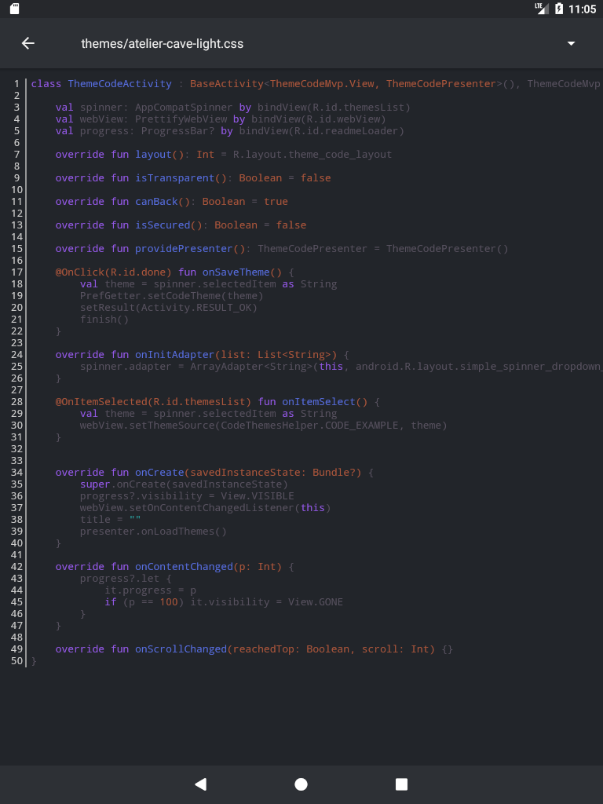 LTE 11:05
themes/atelier-cave-light.css
1 class ThemeCodeActivity : BaseActivity<ThemeCodeMvp.View, ThemeCodePresenter>(), ThemeCodeMvp
2
3 val spinner: AppCompatSpinner by bindView(R.id.themesList)
4 val webView: PrettifyWebView by bindView(R.id.webView)
5 val progress: ProgressBar? by bindView(R.id.readmeLoader)
6
7 override fun layout(): Int = R.layout.theme_code_layout
8
9 override fun isTransparent(): Boolean = false
10
11 override fun canBack(): Boolean = true
12
13 override fun isSecured(): Boolean = false
14
15 override fun providePresenter(): ThemeCodePresenter = ThemeCodePresenter()
16
17 @OnClick(R.id.done) fun onSaveTheme() {
18 val theme = spinner.selectedItem as String
19 PrefGetter.setCodeTheme(theme)
20 setResult(Activity.RESULT_OK)
21 finish()
22 }
23
24 override fun onInitAdapter(list: List<String>) {
25 spinner.adapter = ArrayAdapter<String>(this, android.R.layout.simple_spinner_dropdown_
26 }
27
28 @OnItemSelected(R.id.themesList) fun onItemSelect() {
29 val theme = spinner.selectedItem as String
30 webView.setThemeSource(CodeThemesHelper.CODE_EXAMPLE, theme)
31 }
32
33
34 override fun onCreate(savedInstanceState: Bundle?) {
35 super.onCreate(savedInstanceState)
36 progress?.visibility = View.VISIBLE
37 webView.setOnContentChangedListener(this)
38 title = ""
39 presenter.onLoadThemes()
40 }
41
42 override fun onContentChanged(p: Int) {
43 progress?.let {
44 it.progress = p
45 if (p == 100) it.visibility = View.GONE
46 }
47 }
48
49 override fun onScrollChanged(reachedTop: Boolean, scroll: Int) {}
50 }